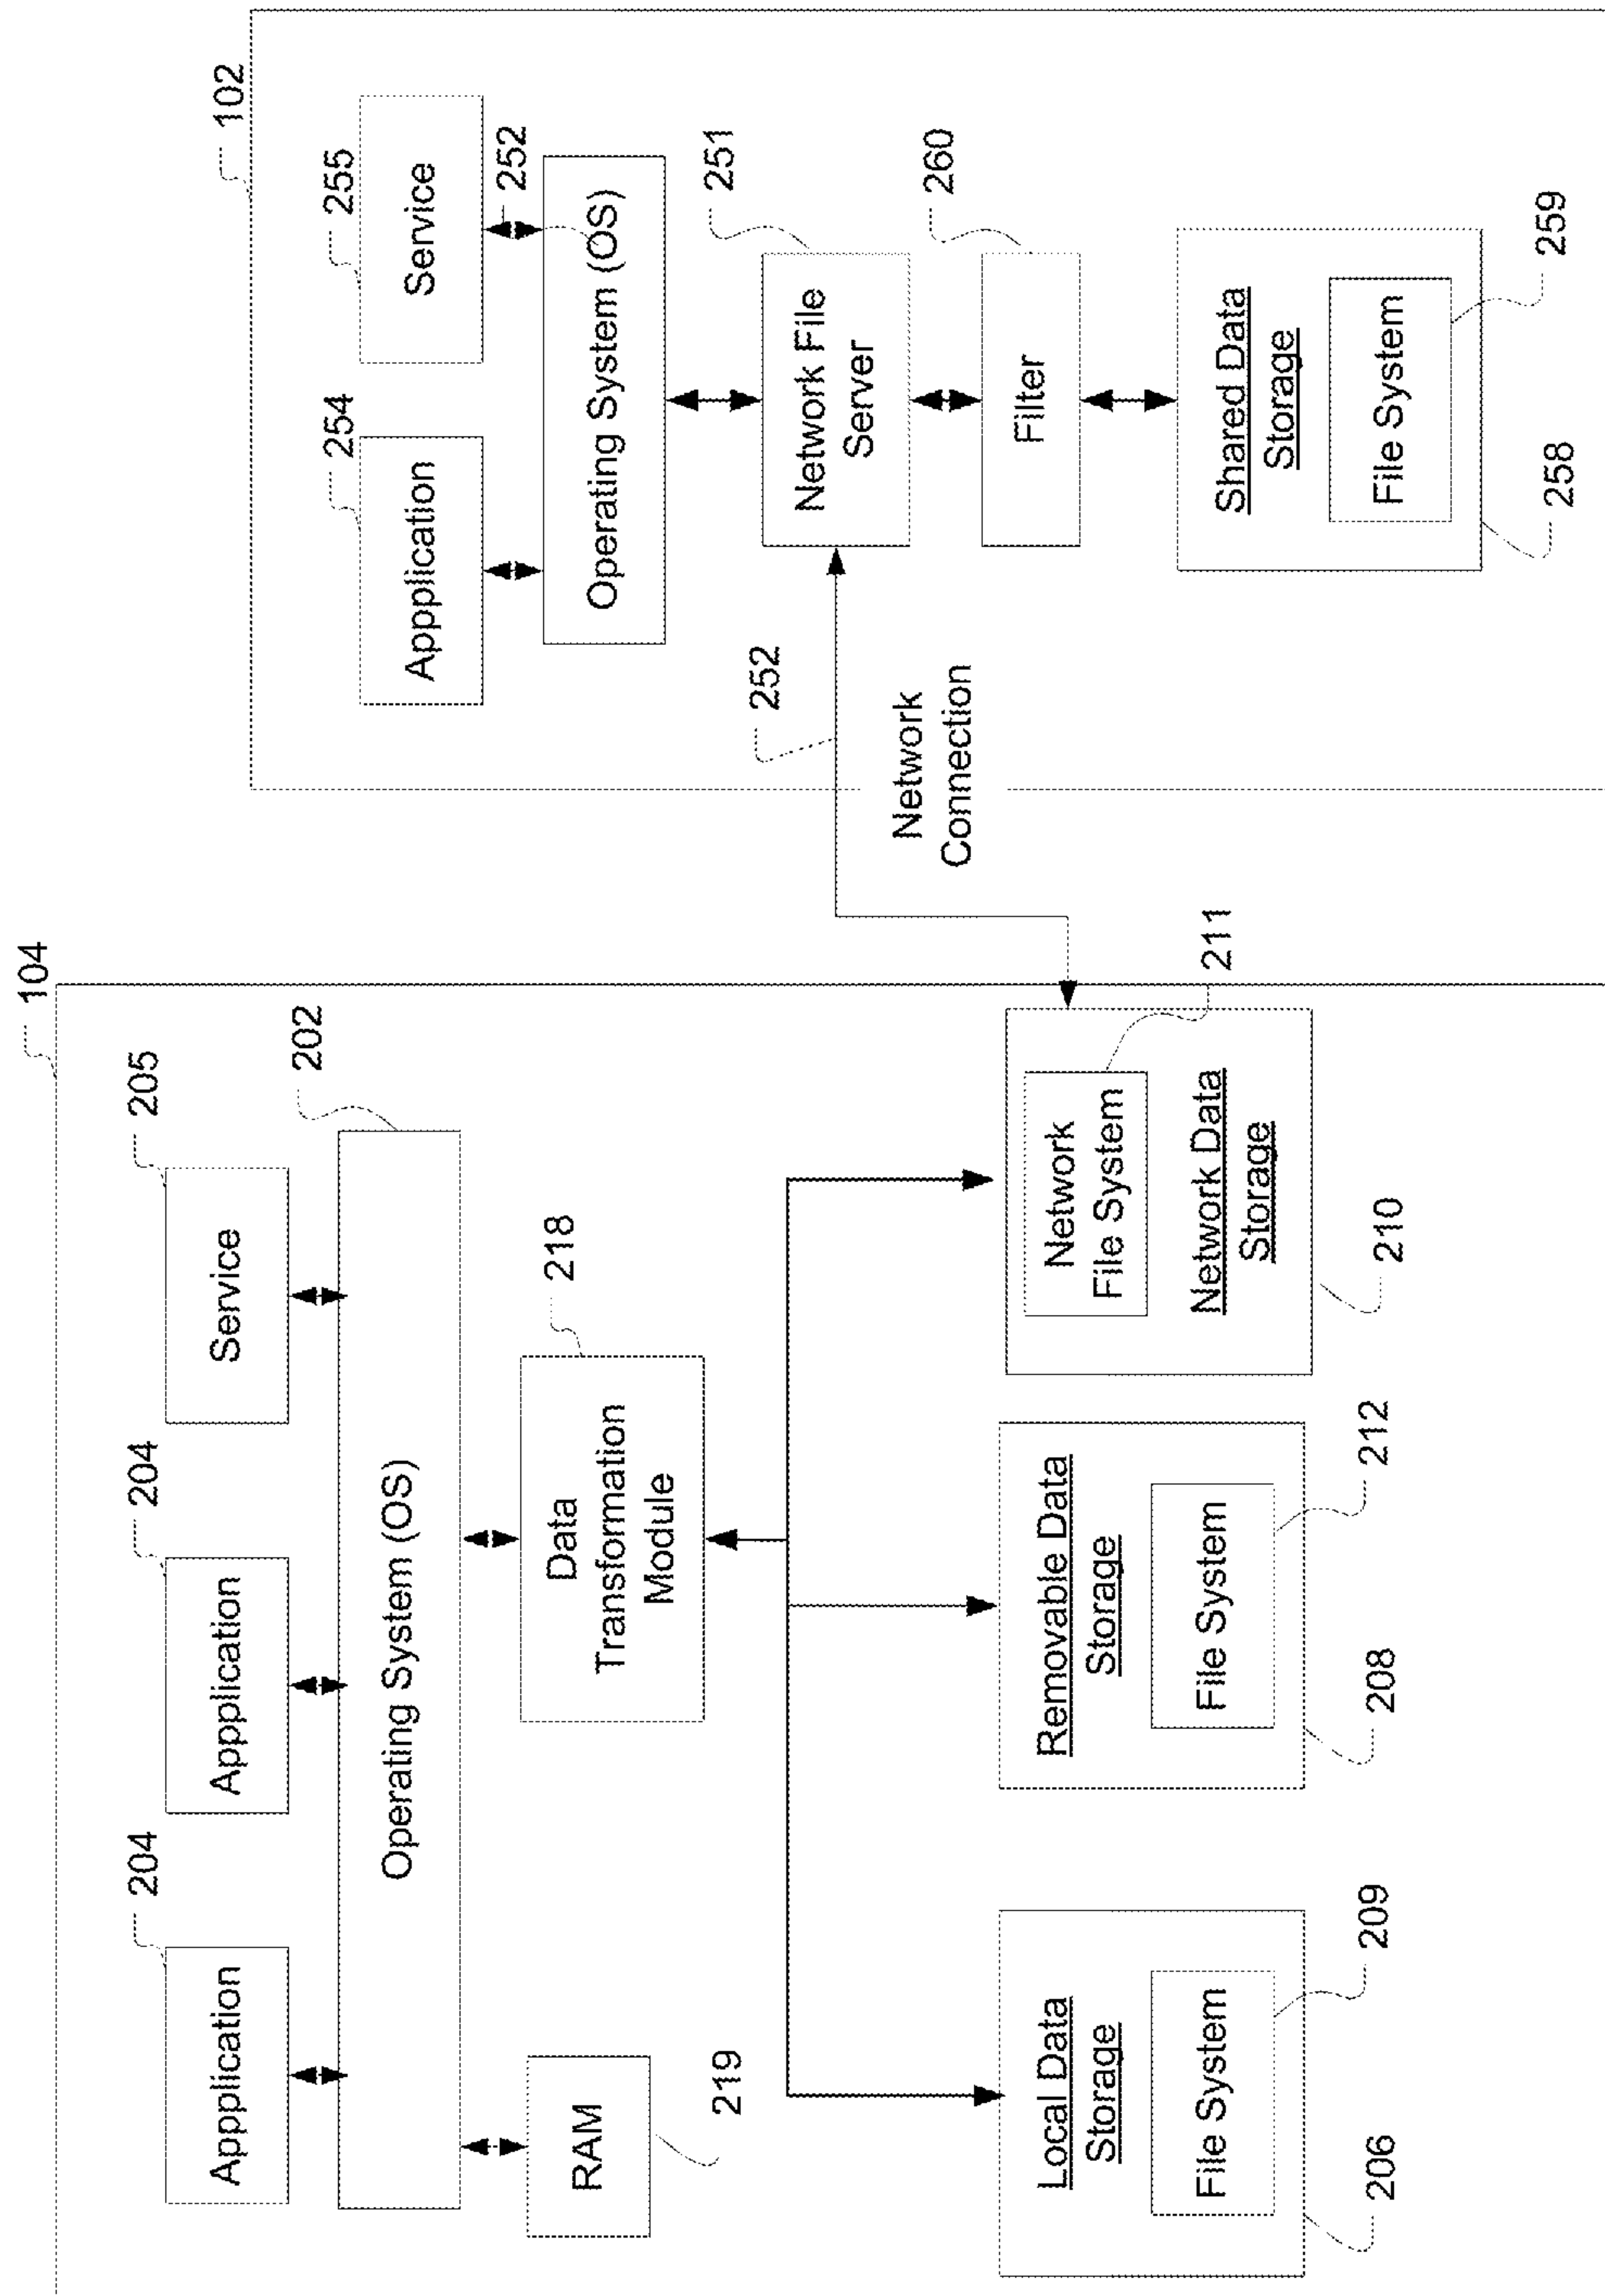 104
204
204
205
Application
Application
Service
202
Operating System (OS)
RAM
219
218
Data
Transformation
Module
Local Data
Storage
File System
209
206
Removable Data
Storage
File System
212
208
Network
File System
Network Data
Storage
211
210
252
Network
Connection
102
254
255
Application
Service
252
Operating System (OS)
251
Network File
Server
260
Filter
Shared Data
Storage
File System
259
258